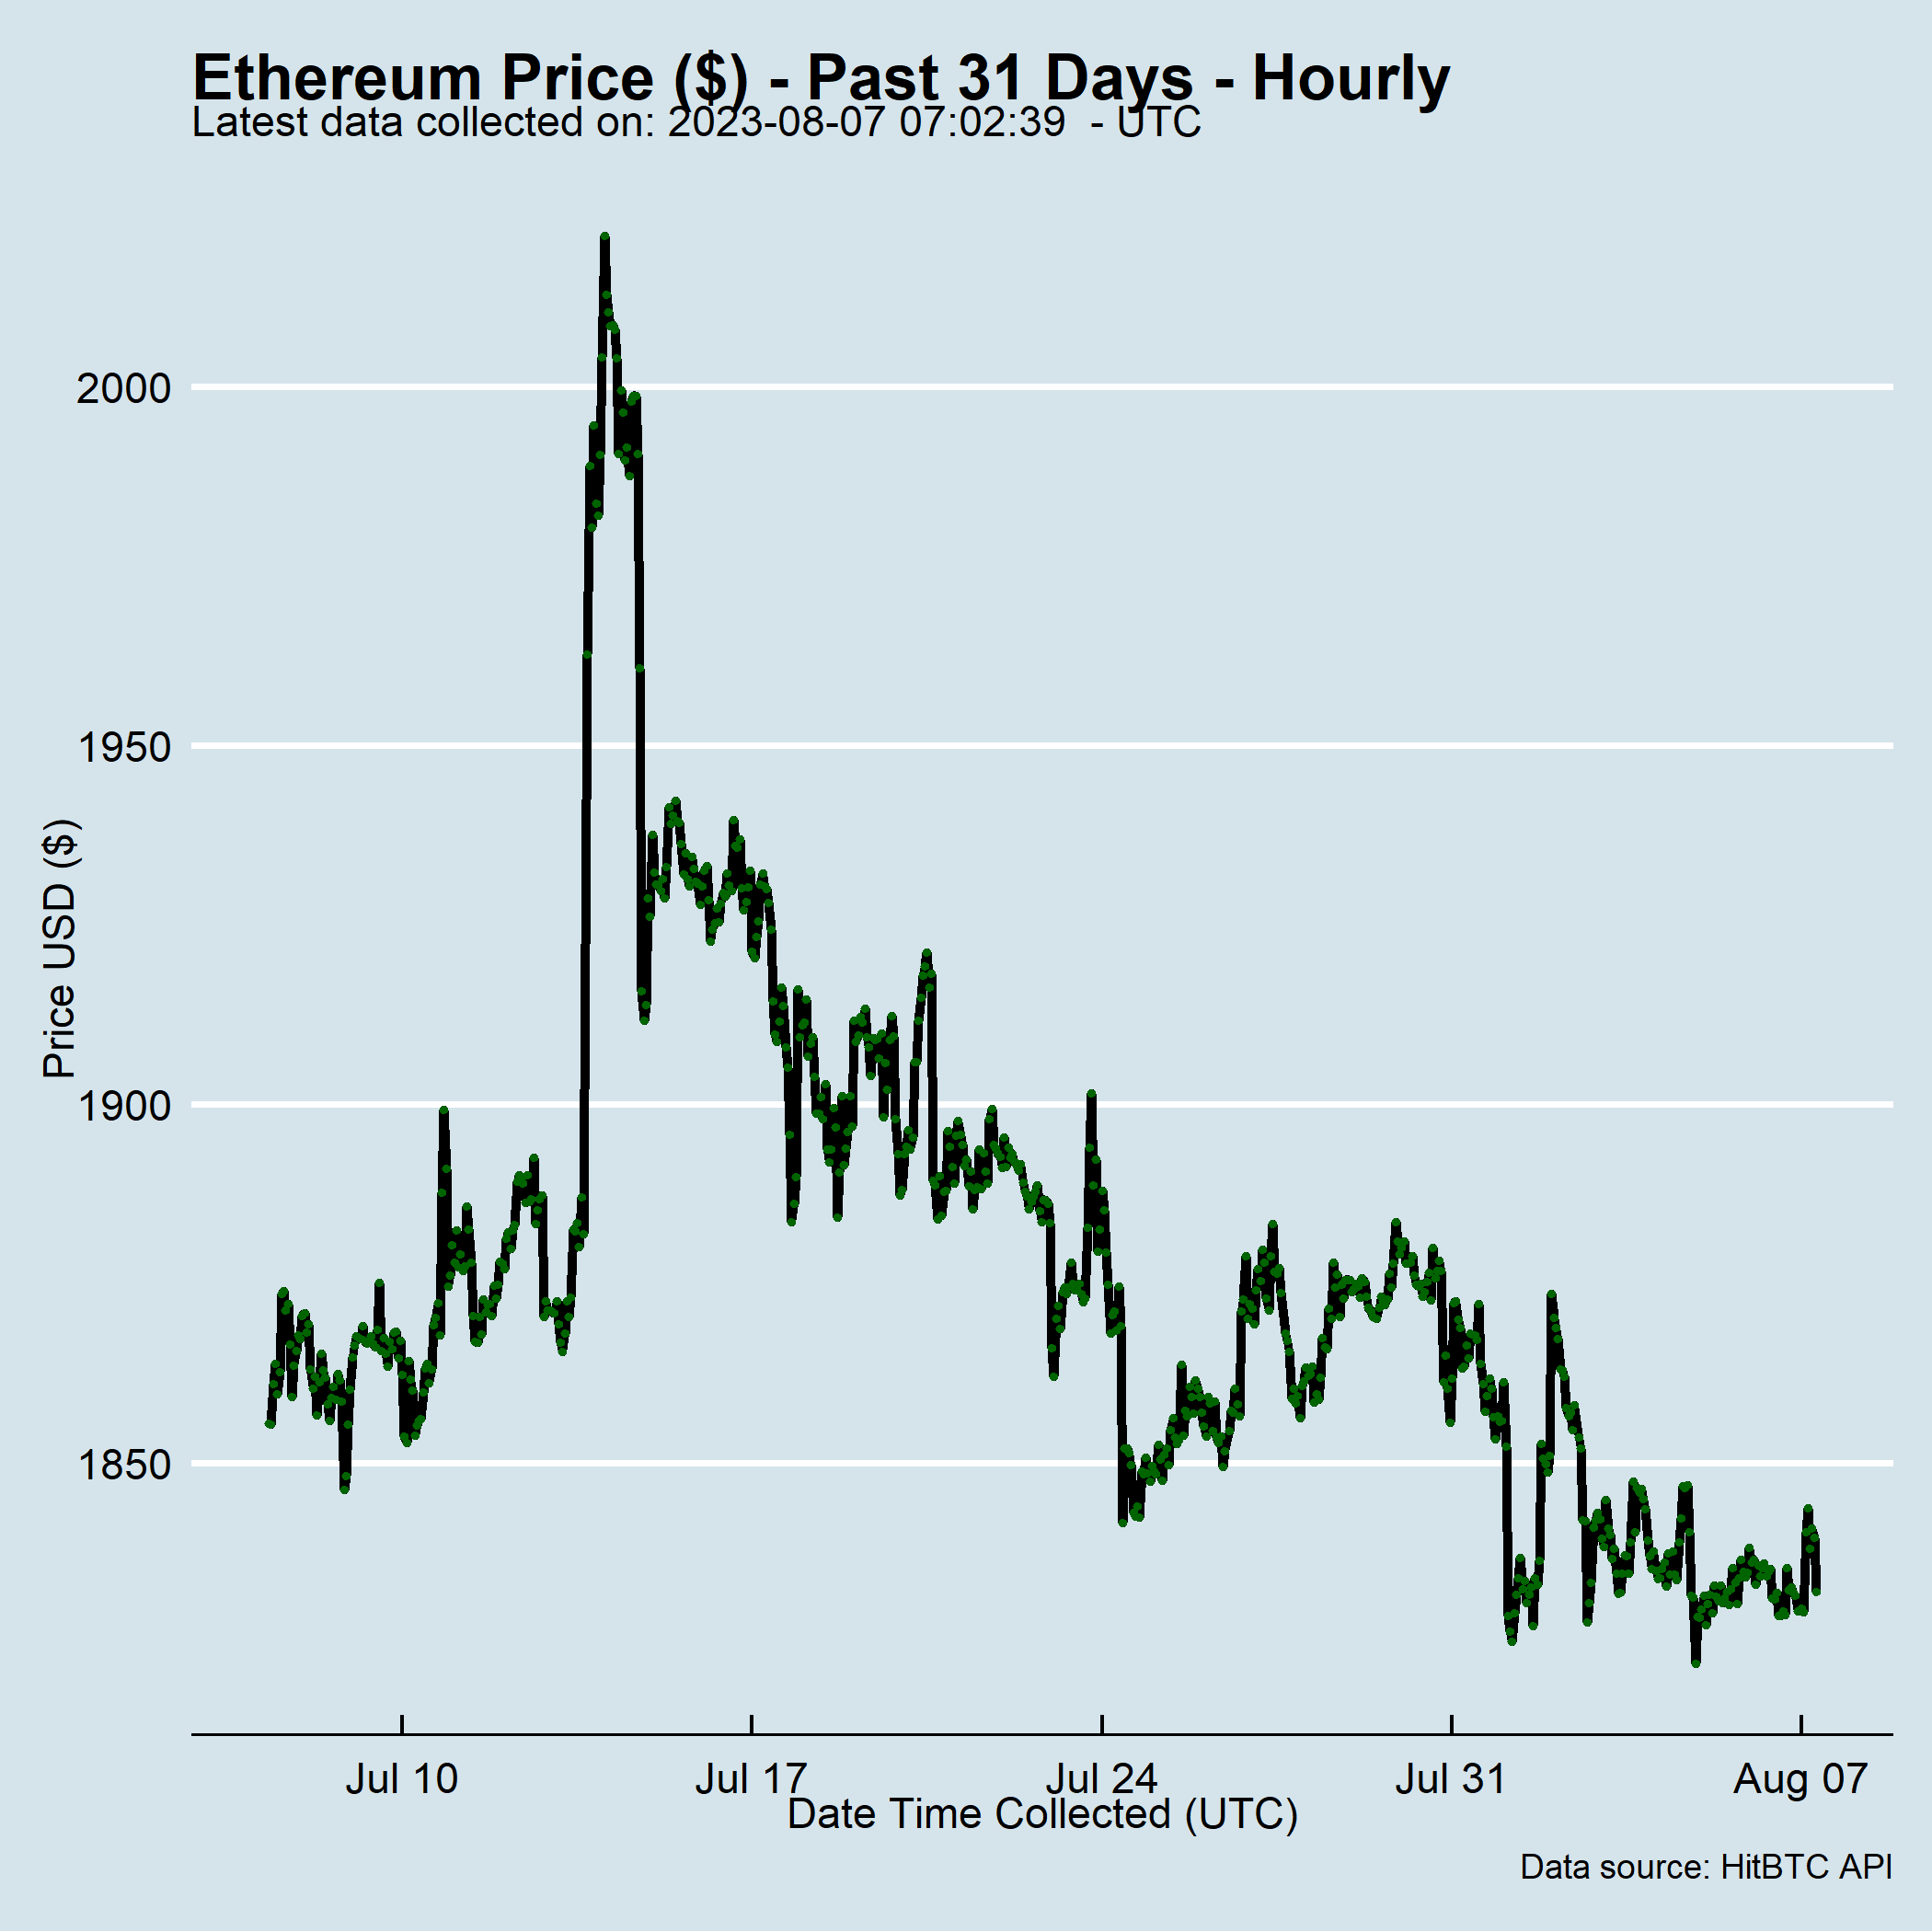 Ethereum Price ($) - Past 31 Days - Hourly
Latest data collected on: 2023-08-07 07:02:39  - UTC
2000
1950
1900
1850
Price USD ($)
Jul 10
Jul 17
Jul 24
Jul 31
Aug 07
Date Time Collected (UTC)
Data source: HitBTC API